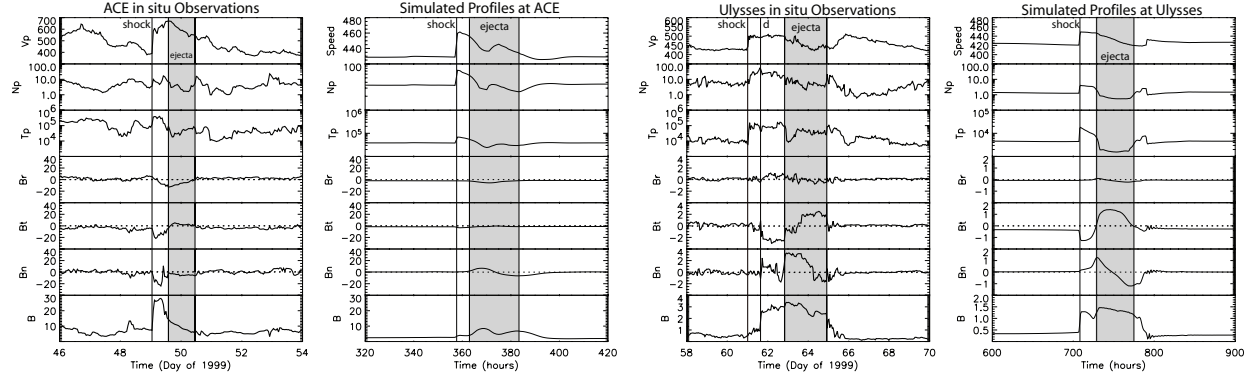 ACE in situ Observations
shock
ejecta
Vp
700
600
500
400
Np
100.0
10.0
1.0
Tp
10^6
10^5
10^4
Br
40
20
0
−20
Bt
40
20
0
−20
Bn
40
20
0
−20
B
30
20
10
46 48 50 52 54
Time (Day of 1999)
Simulated Profiles at ACE
shock
ejecta
Speed
480
460
440
Np
100
Tp
10^6
10^5
Br
40
20
0
−20
Bt
40
20
0
−20
Bn
40
20
0
−20
B
30
20
10
320 340 360 380 400 420
Time (hours)
Ulysses in situ Observations
shock
d
ejecta
Vp
600
550
500
450
400
Np
100.0
10.0
1.0
Tp
10^6
10^5
10^4
Br
4
2
0
−2
Bt
4
2
0
−2
Bn
4
2
0
−2
B
4
3
2
1
58 60 62 64 66 68 70
Time (Day of 1999)
Simulated Profiles at Ulysses
shock
ejecta
Speed
480
460
440
420
400
Np
10.0
1.0
Tp
10^4
Br
2
1
0
−1
Bt
2
1
0
−1
Bn
2
1
0
−1
B
2.0
1.5
1.0
0.5
600 700 800 900
Time (hours)